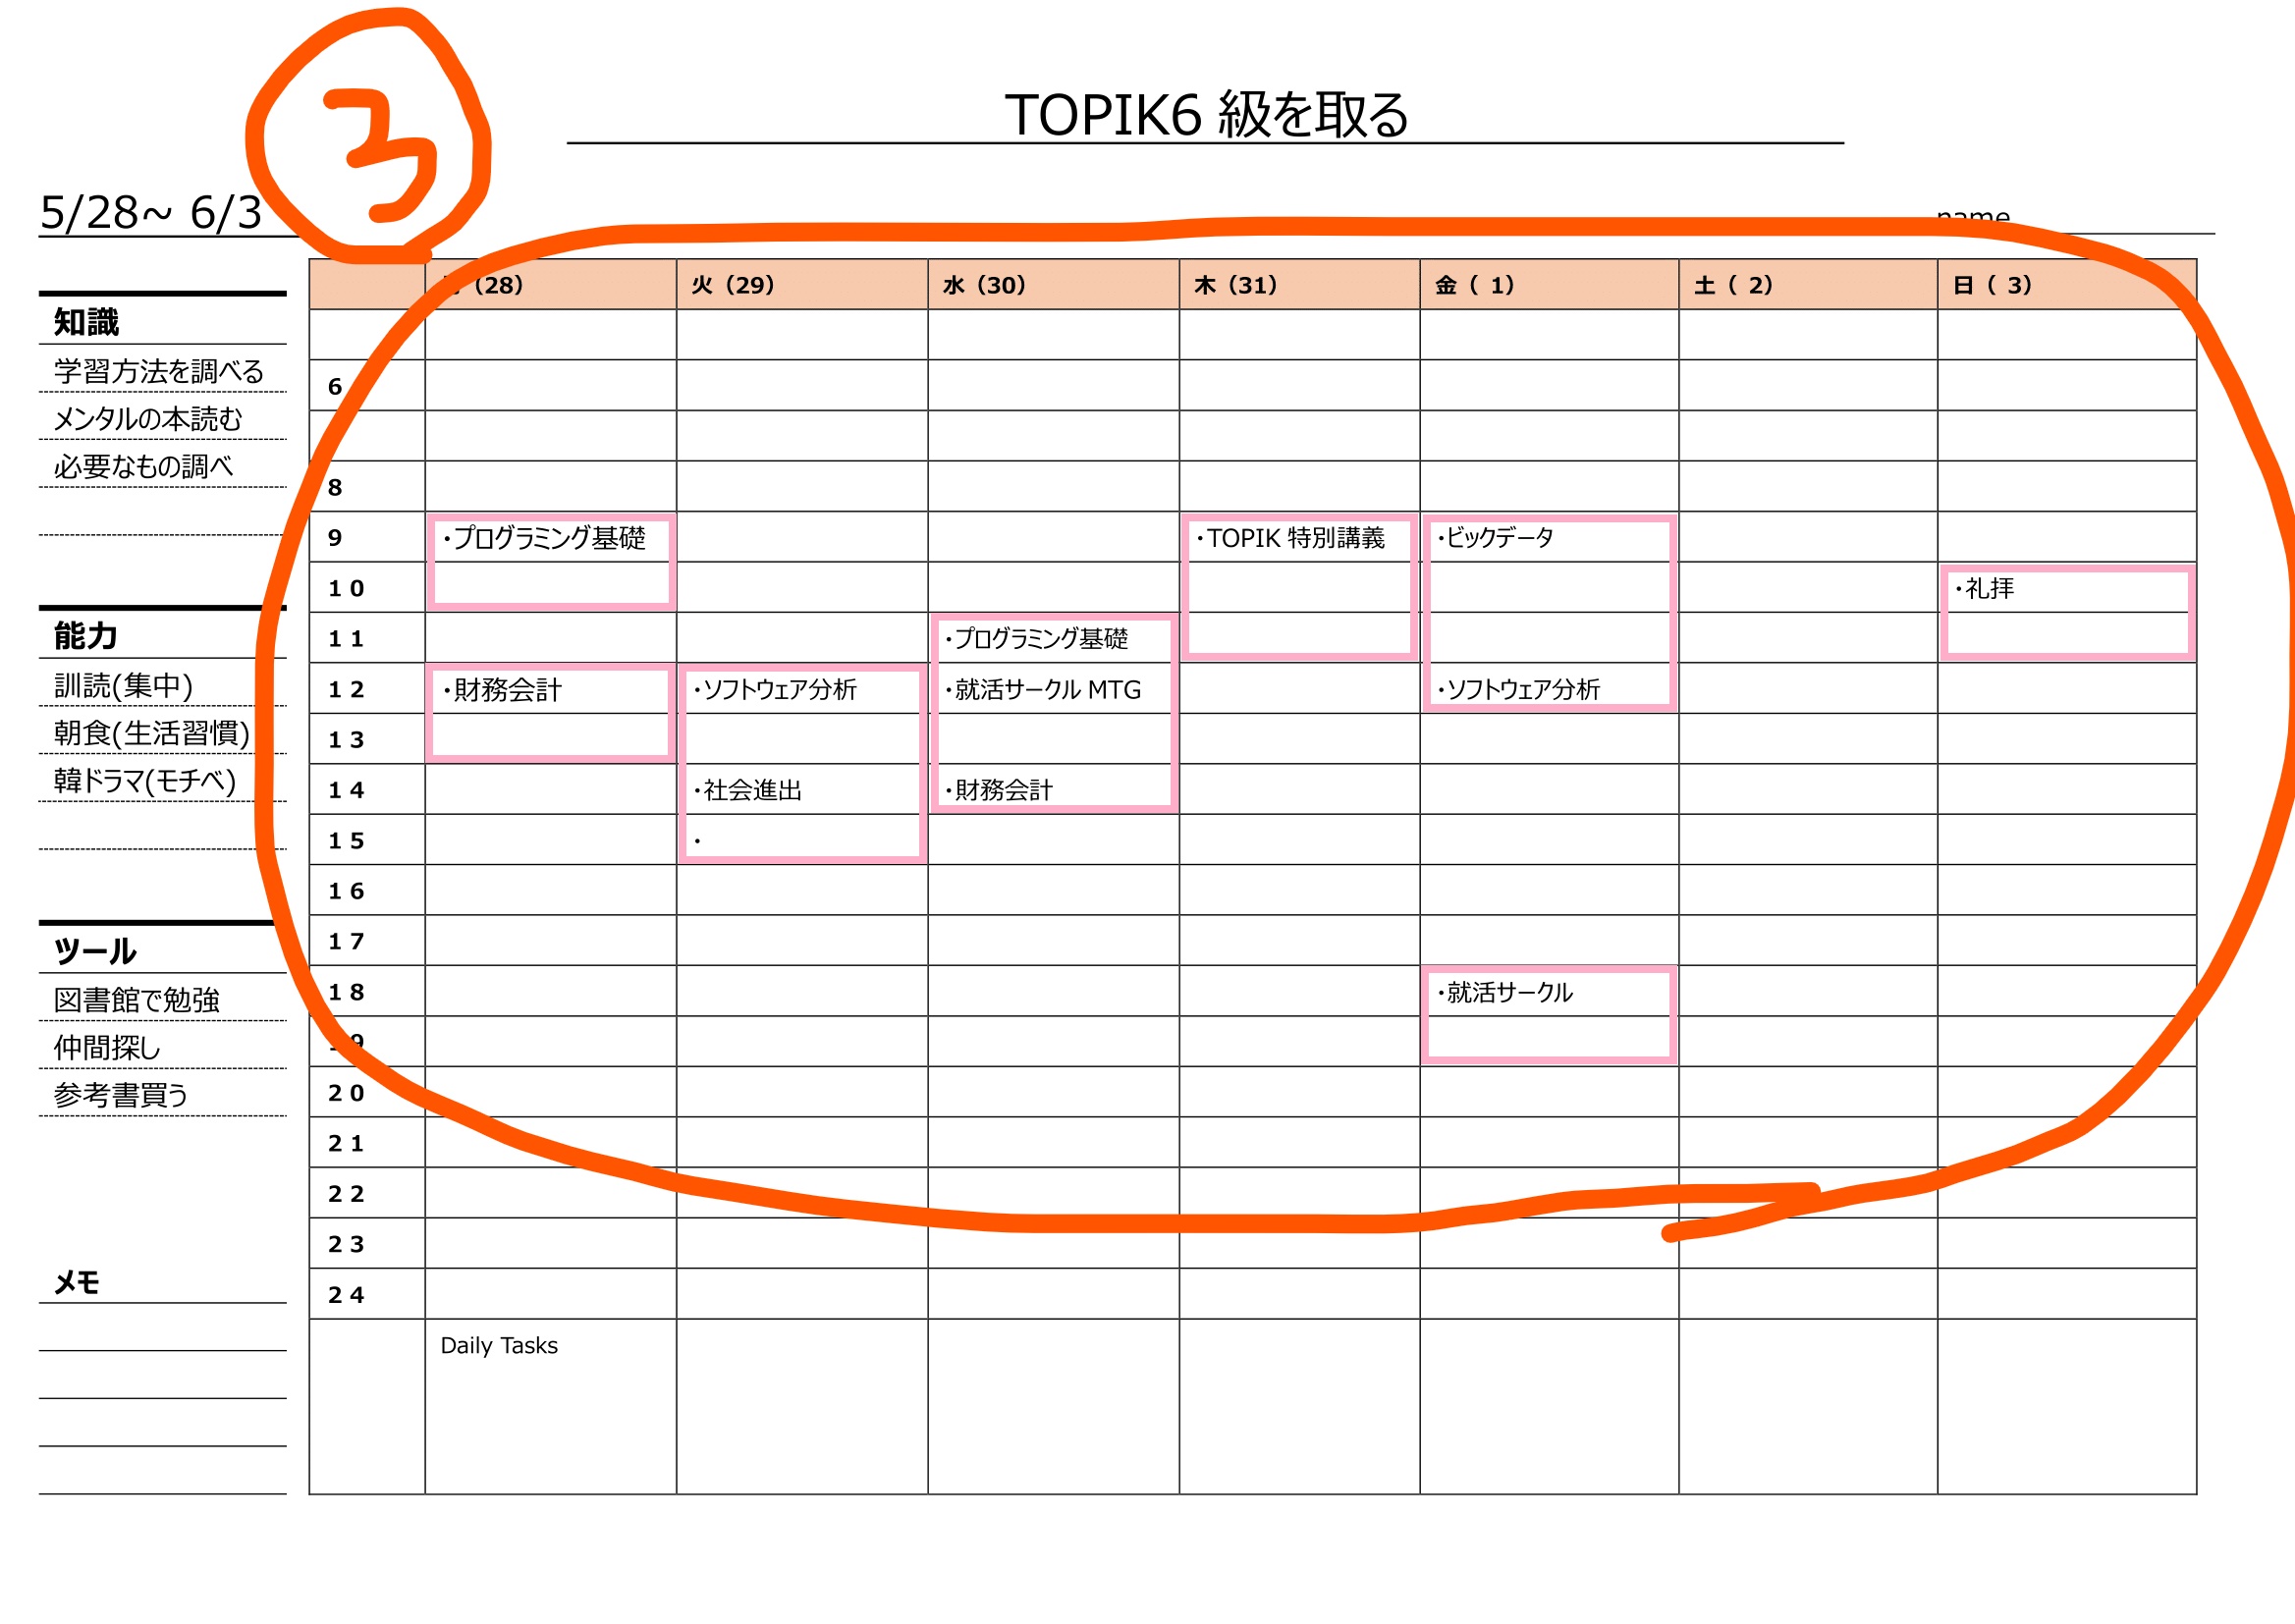 3
TOPIK6 級を取る
5/28~ 6/3
name
知識
学習方法を調べる
メンタルの本読む
必要なもの調べ
能力
訓読(集中)
朝食(生活習慣)
韓ドラマ(モチベ)
ツール
図書館で勉強
仲間探し
参考書買う
メモ
(28) 火 (29) 水 (30) 木 (31) 金 ( 1) 土 ( 2) 日 ( 3)
6
8
9 ・プログラミング基礎 ・TOPIK 特別講義 ・ビックデータ
10 ・礼拝
11 ・プログラミング基礎
12 ・財務会計 ・ソフトウェア分析 ・就活サークル MTG ・ソフトウェア分析
13
14 ・社会進出 ・財務会計
15 ・
16
17
18 ・就活サークル
19
20
21
22
23
24
Daily Tasks